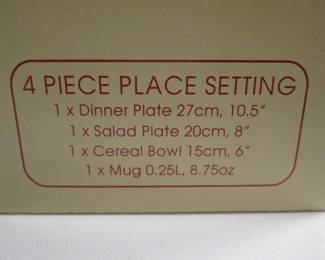 4 PIECE PLACE SETTING
1 x Dinner Plate 27cm, 10.5"
1 x Salad Plate 20cm, 8"
1 x Cereal Bowl 15cm, 6"
1 x Mug 0.25L, 8.75oz